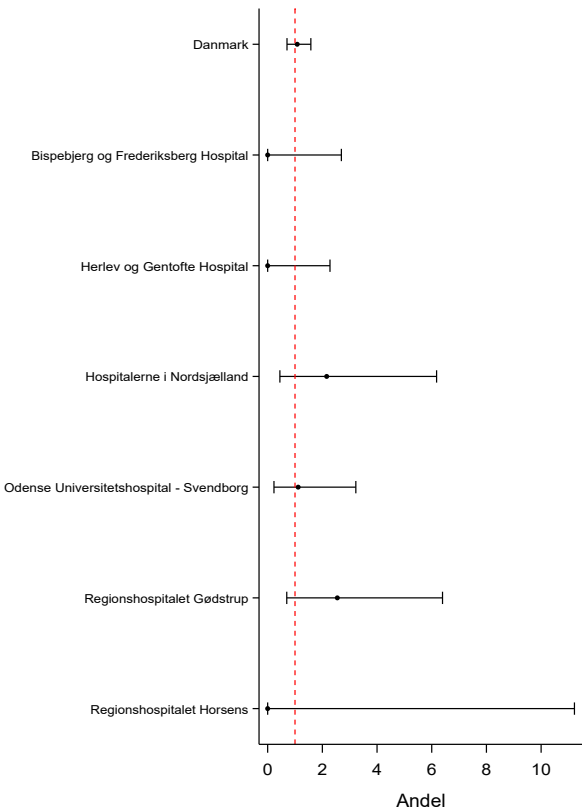 Danmark
Bispebjerg og Frederiksberg Hospital
Herlev og Gentofte Hospital
Hospitalerne i Nordsjælland
Odense Universitetshospital - Svendborg
Regionshospitalet Gødstrup
Regionshospitalet Horsens
0 2 4 6 8 10
Andel